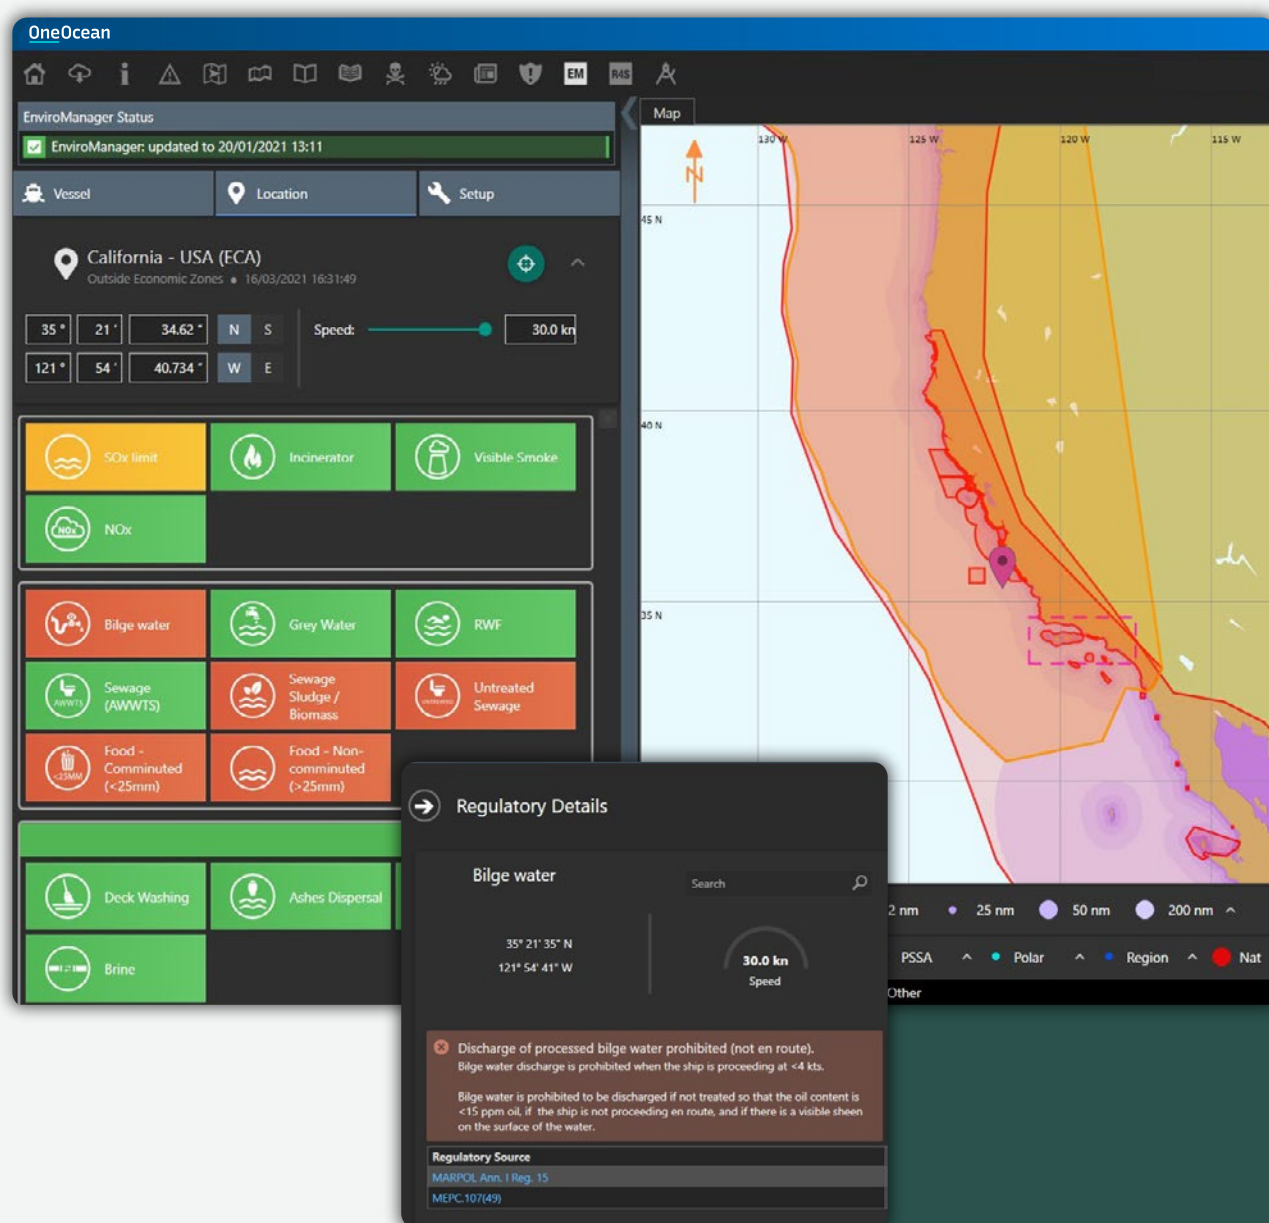 OneOcean
EM
R4S
EnviroManager Status
EnviroManager: updated to 20/01/2021 13:11
Vessel
Location
Setup
California - USA (ECA)
Outside Economic Zones • 16/03/2021 16:31:49
35 ° 21 ' 34.62 " N S
Speed: 30.0 kn
121 ° 54 ' 40.734 " W E
SOx limit
Incinerator
Visible Smoke
NOx
NOx
Bilge water
Grey Water
RWF
AWWTS
Sewage
(AWWTS)
Sewage
Sludge /
Biomass
UNTREATED
Untreated
Sewage
<25MM
Food -
Comminuted
(<25mm)
Food - Non-
comminuted
(>25mm)
Deck Washing
Ashes Dispersal
Brine
Map
130 W
125 W
120 W
115 W
N
45 N
40 N
35 N
2 nm
25 nm
50 nm
200 nm
PSSA
Polar
Region
Nat
Other
Regulatory Details
Bilge water
Search
35° 21' 35" N
121° 54' 41" W
30.0 kn
Speed
Discharge of processed bilge water prohibited (not en route).
Bilge water discharge is prohibited when the ship is proceeding at <4 kts.
Bilge water is prohibited to be discharged if not treated so that the oil content is
<15 ppm oil, if the ship is not proceeding en route, and if there is a visible sheen
on the surface of the water.
Regulatory Source
MARPOL Ann. I Reg. 15
MEPC.107(49)